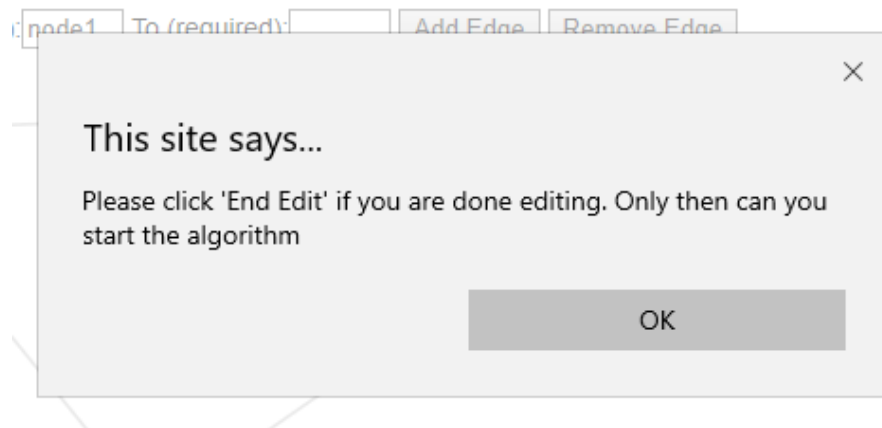 : node1 To (required): Add Edge Remove Edge
This site says...
Please click 'End Edit' if you are done editing. Only then can you
start the algorithm
OK